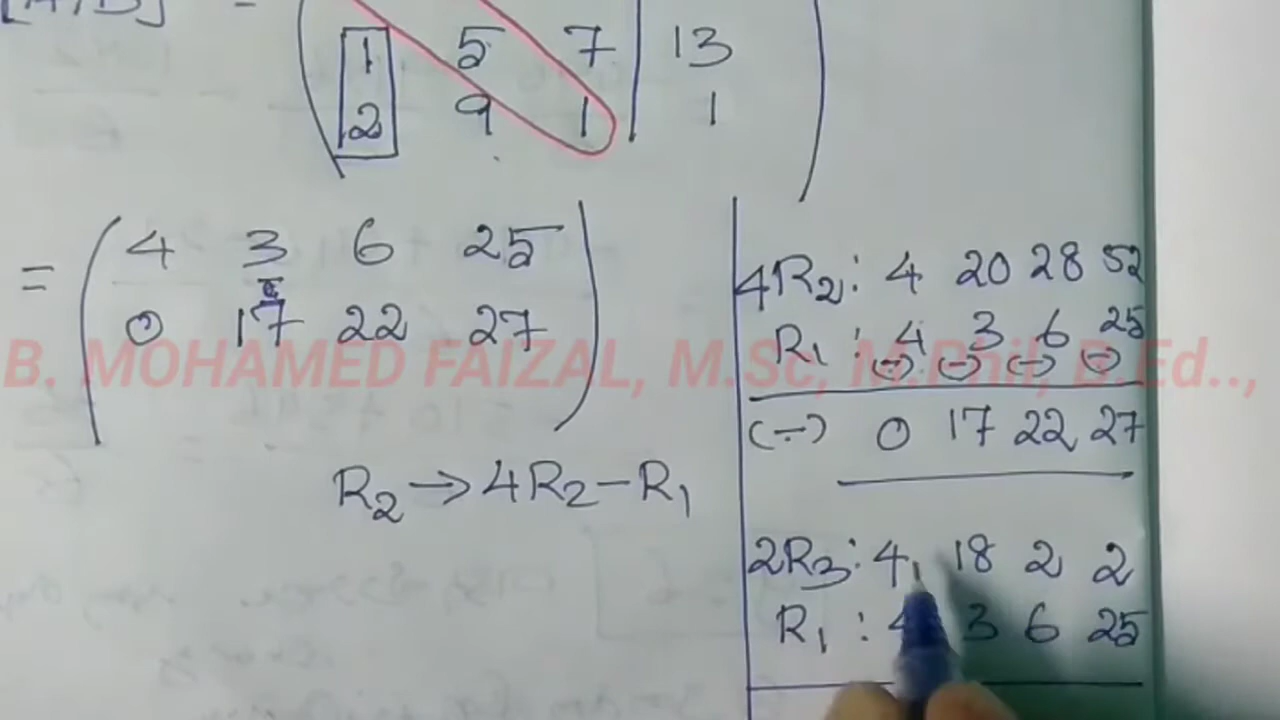 [A,B] =
1 5 7 13
2 9 1 1
= 4 3 6 25
0 17 22 27
R2 → 4R2 - R1
4R2: 4 20 28 52
R1: 4 3 6 25
(-) (-) (-) (-)
(-) 0 17 22 27
2R3: 4 18 2 2
R1: 4 3 6 25
B. MOHAMED FAIZAL, M.Sc, M.Phil, B.Ed..,